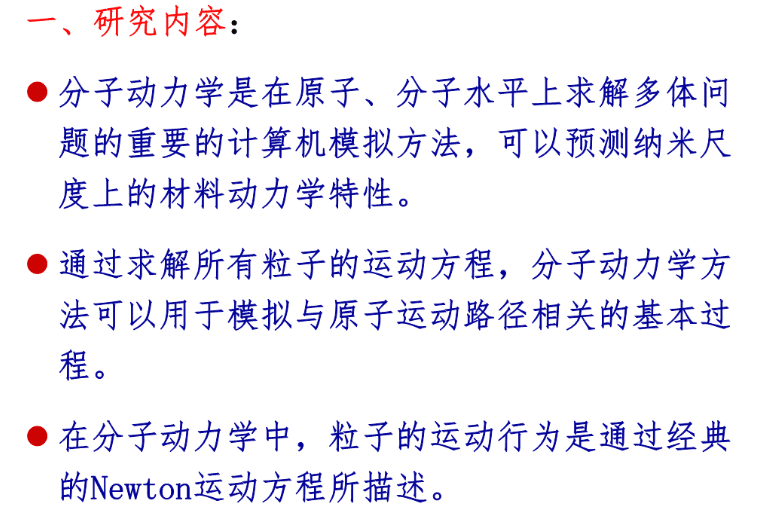 一、研究内容：
● 分子动力学是在原子、分子水平上求解多体问
题的重要的计算机模拟方法，可以预测纳米尺
度上的材料动力学特性。
● 通过求解所有粒子的运动方程，分子动力学方
法可以用于模拟与原子运动路径相关的基本过
程。
● 在分子动力学中，粒子的运动行为是通过经典
的Newton运动方程所描述。